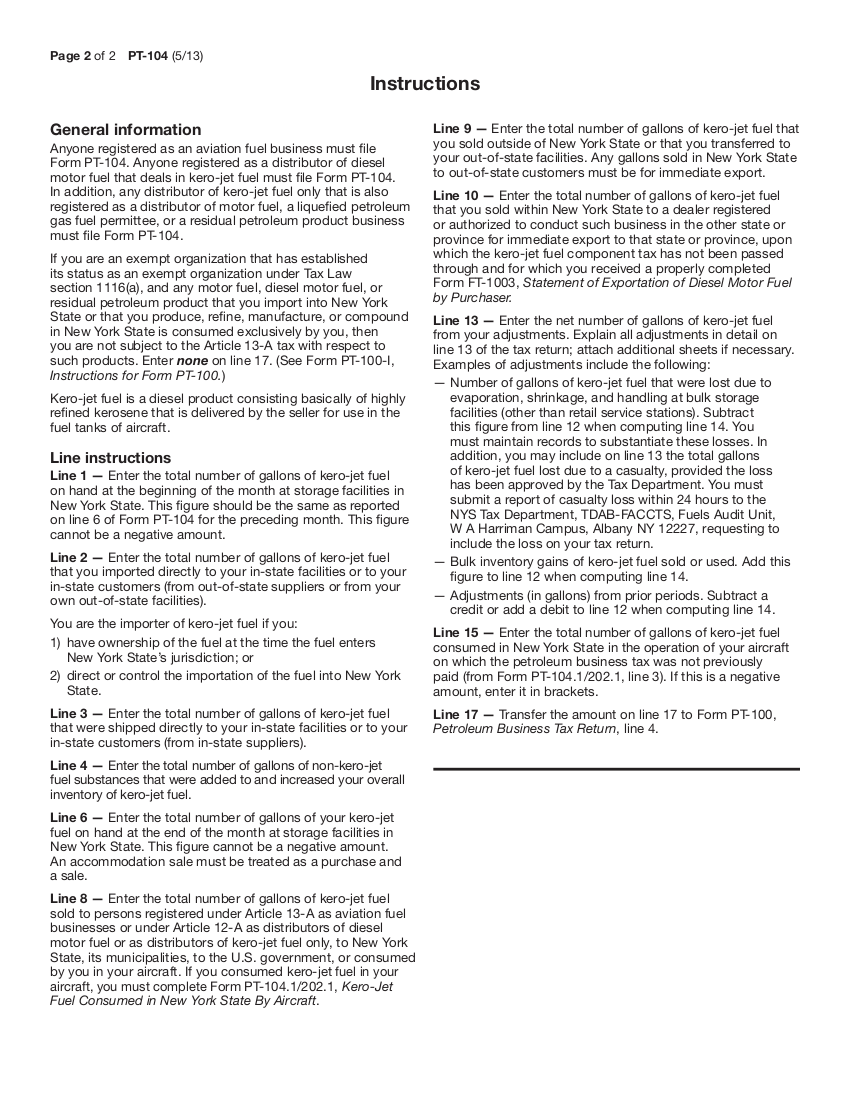 Page 2 of 2 PT-104 (5/13)
Instructions
General information
Anyone registered as an aviation fuel business must file
Form PT-104. Anyone registered as a distributor of diesel
motor fuel that deals in kero-jet fuel must file Form PT-104.
In addition, any distributor of kero-jet fuel only that is also
registered as a distributor of motor fuel, a liquefied petroleum
gas fuel permittee, or a residual petroleum product business
must file Form PT-104.
If you are an exempt organization that has established
its status as an exempt organization under Tax Law
section 1116(a), and any motor fuel, diesel motor fuel, or
residual petroleum product that you import into New York
State or that you produce, refine, manufacture, or compound
in New York State is consumed exclusively by you, then
you are not subject to the Article 13-A tax with respect to
such products. Enter none on line 17. (See Form PT-100-I,
Instructions for Form PT-100.)
Kero-jet fuel is a diesel product consisting basically of highly
refined kerosene that is delivered by the seller for use in the
fuel tanks of aircraft.
Line instructions
Line 1 — Enter the total number of gallons of kero-jet fuel
on hand at the beginning of the month at storage facilities in
New York State. This figure should be the same as reported
on line 6 of Form PT-104 for the preceding month. This figure
cannot be a negative amount.
Line 2 — Enter the total number of gallons of kero-jet fuel
that you imported directly to your in-state facilities or to your
in-state customers (from out-of-state suppliers or from your
own out-of-state facilities).
You are the importer of kero-jet fuel if you:
1) have ownership of the fuel at the time the fuel enters
New York State's jurisdiction; or
2) direct or control the importation of the fuel into New York
State.
Line 3 — Enter the total number of gallons of kero-jet fuel
that were shipped directly to your in-state facilities or to your
in-state customers (from in-state suppliers).
Line 4 — Enter the total number of gallons of non-kero-jet
fuel substances that were added to and increased your overall
inventory of kero-jet fuel.
Line 6 — Enter the total number of gallons of your kero-jet
fuel on hand at the end of the month at storage facilities in
New York State. This figure cannot be a negative amount.
An accommodation sale must be treated as a purchase and
a sale.
Line 8 — Enter the total number of gallons of kero-jet fuel
sold to persons registered under Article 13-A as aviation fuel
businesses or under Article 12-A as distributors of diesel
motor fuel or as distributors of kero-jet fuel only, to New York
State, its municipalities, to the U.S. government, or consumed
by you in your aircraft. If you consumed kero-jet fuel in your
aircraft, you must complete Form PT-104.1/202.1, Kero-Jet
Fuel Consumed in New York State By Aircraft.
Line 9 — Enter the total number of gallons of kero-jet fuel that
you sold outside of New York State or that you transferred to
your out-of-state facilities. Any gallons sold in New York State
to out-of-state customers must be for immediate export.
Line 10 — Enter the total number of gallons of kero-jet fuel
that you sold within New York State to a dealer registered
or authorized to conduct such business in the other state or
province for immediate export to that state or province, upon
which the kero-jet fuel component tax has not been passed
through and for which you received a properly completed
Form FT-1003, Statement of Exportation of Diesel Motor Fuel
by Purchaser.
Line 13 — Enter the net number of gallons of kero-jet fuel
from your adjustments. Explain all adjustments in detail on
line 13 of the tax return; attach additional sheets if necessary.
Examples of adjustments include the following:
— Number of gallons of kero-jet fuel that were lost due to
evaporation, shrinkage, and handling at bulk storage
facilities (other than retail service stations). Subtract
this figure from line 12 when computing line 14. You
must maintain records to substantiate these losses. In
addition, you may include on line 13 the total gallons
of kero-jet fuel lost due to a casualty, provided the loss
has been approved by the Tax Department. You must
submit a report of casualty loss within 24 hours to the
NYS Tax Department, TDAB-FACCTS, Fuels Audit Unit,
W A Harriman Campus, Albany NY 12227, requesting to
include the loss on your tax return.
— Bulk inventory gains of kero-jet fuel sold or used. Add this
figure to line 12 when computing line 14.
— Adjustments (in gallons) from prior periods. Subtract a
credit or add a debit to line 12 when computing line 14.
Line 15 — Enter the total number of gallons of kero-jet fuel
consumed in New York State in the operation of your aircraft
on which the petroleum business tax was not previously
paid (from Form PT-104.1/202.1, line 3). If this is a negative
amount, enter it in brackets.
Line 17 — Transfer the amount on line 17 to Form PT-100,
Petroleum Business Tax Return, line 4.